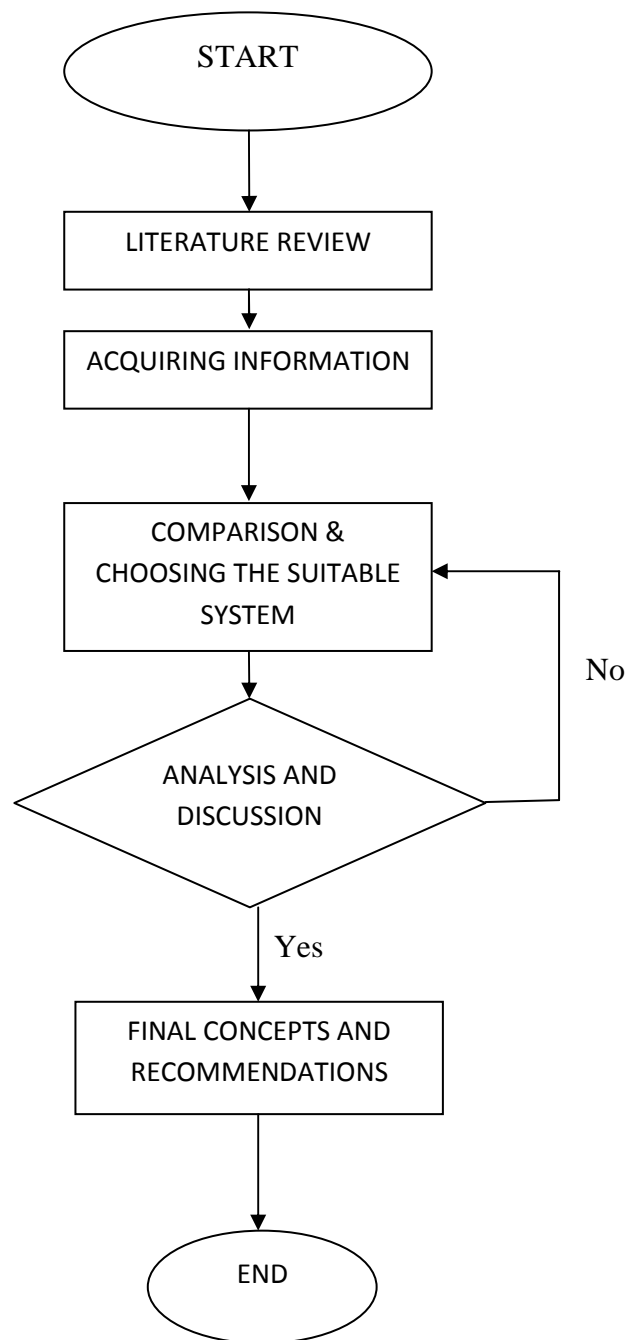 START
LITERATURE REVIEW
ACQUIRING INFORMATION
COMPARISON &
CHOOSING THE SUITABLE
SYSTEM
No
ANALYSIS AND
DISCUSSION
Yes
FINAL CONCEPTS AND
RECOMMENDATIONS
END